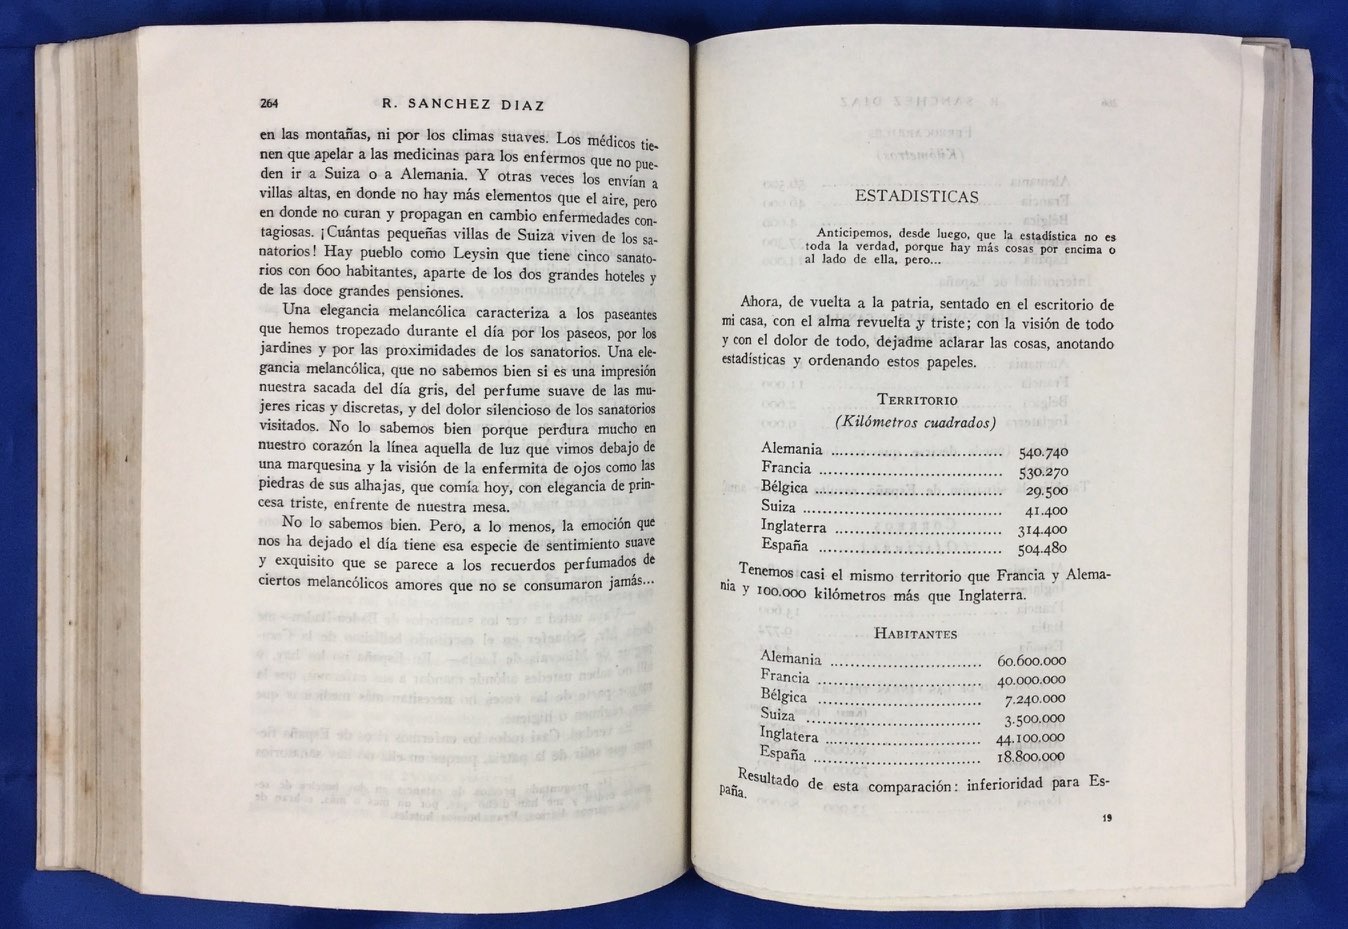 264 R. SANCHEZ DIAZ
en las montañas, ni por los climas suaves. Los médicos tie-
nen que apelar a las medicinas para los enfermos que no pue-
den ir a Suiza o a Alemania. Y otras veces los envían a
villas altas, en donde no hay más elementos que el aire, pero
en donde no curan y propagan en cambio enfermedades con-
tagiosas. ¡Cuántas pequeñas villas de Suiza viven de los sa-
natorios! Hay pueblo como Leysin que tiene cinco sanato-
rios con 600 habitantes, aparte de los dos grandes hoteles y
de las doce grandes pensiones.
Una elegancia melancólica caracteriza a los paseantes
que hemos tropezado durante el día por los paseos, por los
jardines y por las proximidades de los sanatorios. Una ele-
gancia melancólica, que no sabemos bien si es una impresión
nuestra sacada del día gris, del perfume suave de las mu-
jeres ricas y discretas, y del dolor silencioso de los sanatorios
visitados. No lo sabemos bien porque perdura mucho en
nuestro corazón la línea aquella de luz que vimos debajo de
una marquesina y la visión de la enfermita de ojos como las
piedras de sus alhajas, que comía hoy, con elegancia de prin-
cesa triste, enfrente de nuestra mesa.
No lo sabemos bien. Pero, a lo menos, la emoción que
nos ha dejado el día tiene esa especie de sentimiento suave
y exquisito que se parece a los recuerdos perfumados de
ciertos melancólicos amores que no se consumaron jamás...
ESTADISTICAS
Anticipemos, desde luego, que la estadística no es
toda la verdad, porque hay más cosas por encima o
al lado de ella, pero...
Ahora, de vuelta a la patria, sentado en el escritorio de
mi casa, con el alma revuelta y triste; con la visión de todo
y con el dolor de todo, dejadme aclarar las cosas, anotando
estadísticas y ordenando estos papeles.
TERRITORIO
(Kilómetros cuadrados)
Alemania ................................ 540.740
Francia ................................ 530.270
Bélgica ................................ 29.500
Suiza ................................ 41.400
Inglaterra ................................ 314.400
España ................................ 504.480
Tenemos casi el mismo territorio que Francia y Alema-
nia y 100.000 kilómetros más que Inglaterra.
HABITANTES
Alemania ............................ 60.600.000
Francia ............................ 40.000.000
Bélgica ............................ 7.240.000
Suiza ............................ 3.500.000
Inglatera ............................ 44.100.000
España ............................ 18.800.000
Resultado de esta comparación: inferioridad para Es-
paña.
19